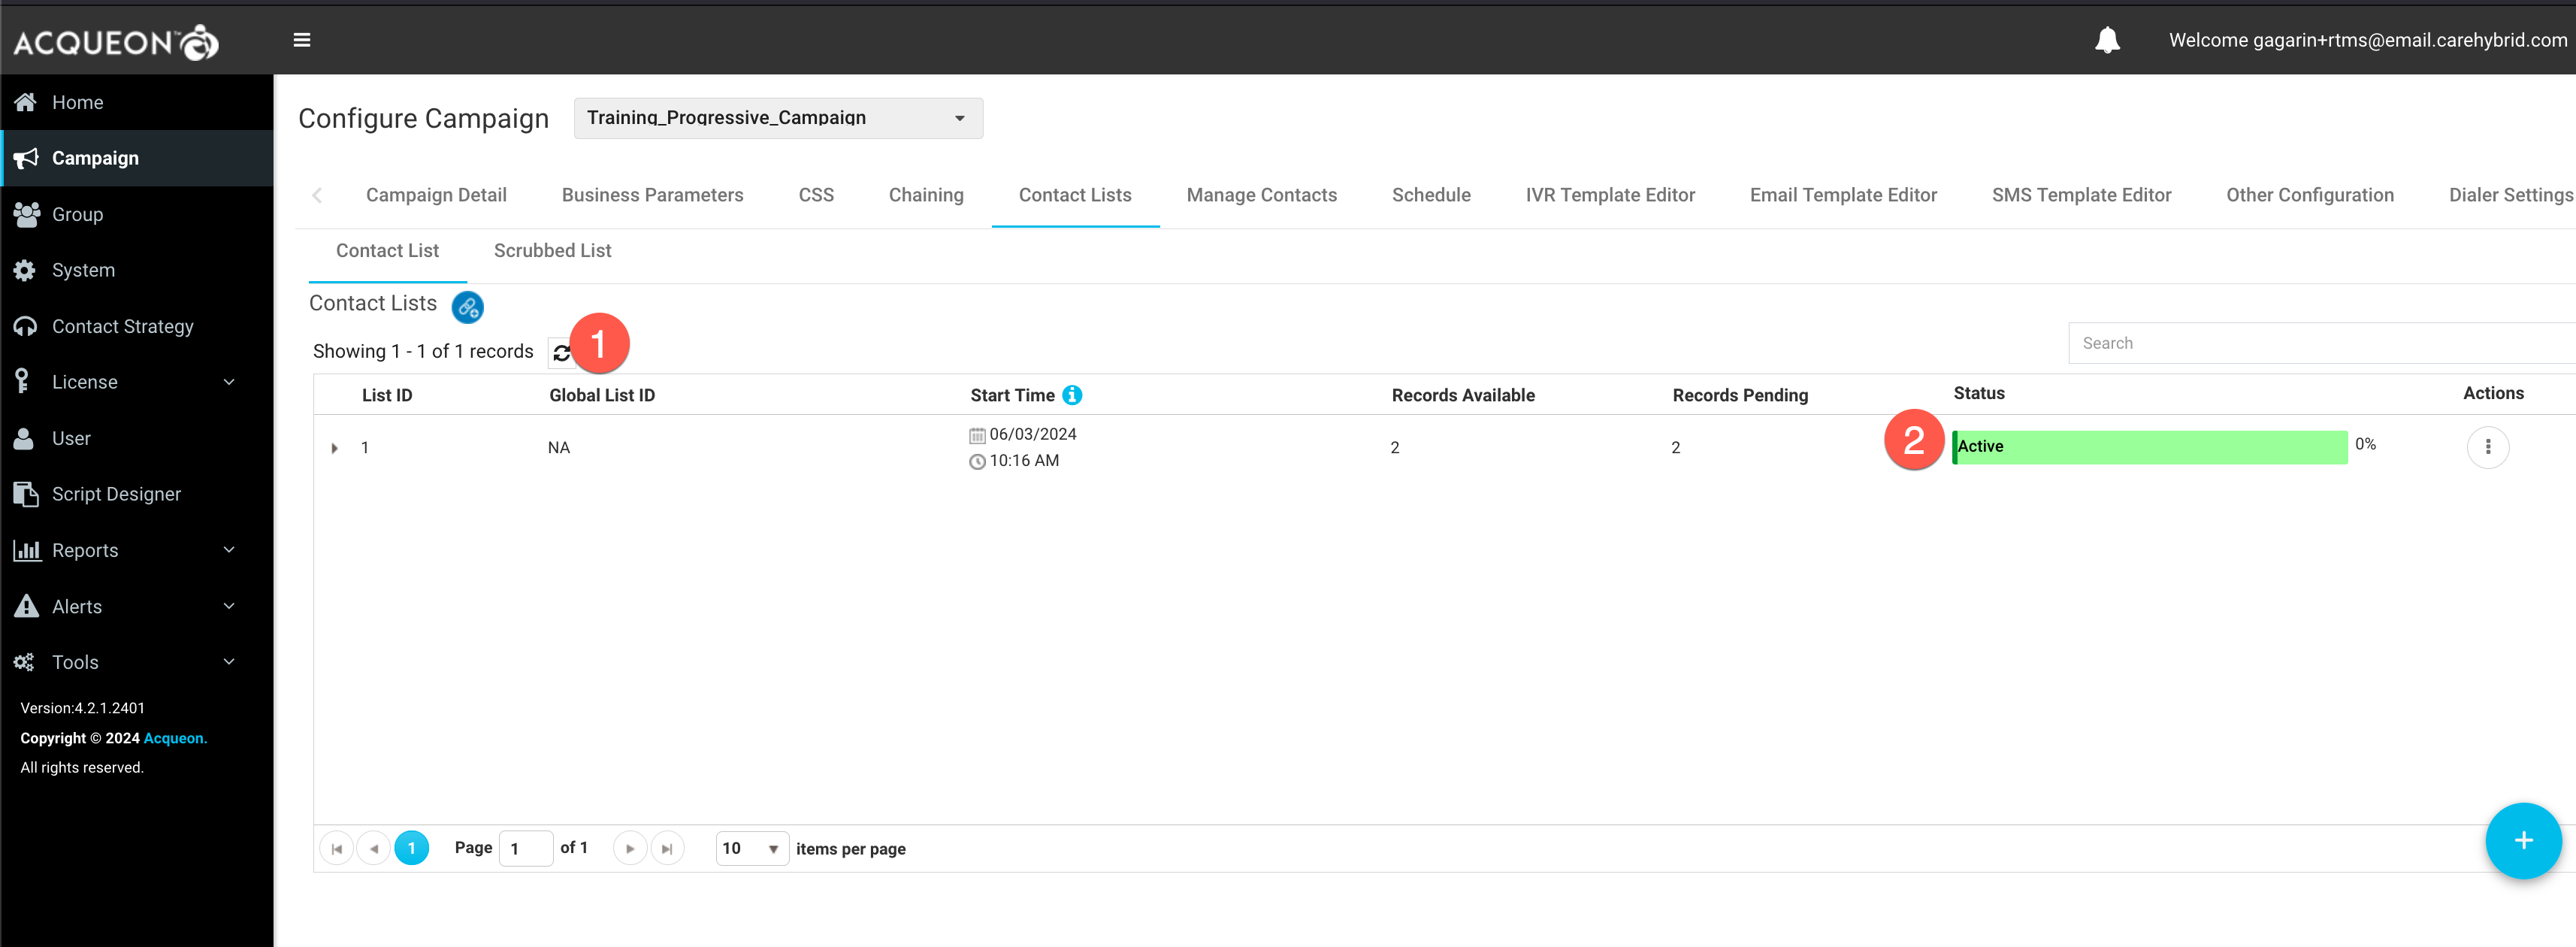 ACQUEON™
Welcome gagarin+rtms@email.carehybrid.com
Home
Campaign
Group
System
Contact Strategy
License
User
Script Designer
Reports
Alerts
Tools
Version:4.2.1.2401
Copyright © 2024 Acqueon.
All rights reserved.
Configure Campaign Training_Progressive_Campaign
Campaign Detail Business Parameters CSS Chaining Contact Lists Manage Contacts Schedule IVR Template Editor Email Template Editor SMS Template Editor Other Configuration Dialer Settings
Contact List Scrubbed List
Contact Lists
Showing 1 - 1 of 1 records 1
Search
List ID Global List ID Start Time Records Available Records Pending Status Actions
1 NA 06/03/2024 10:16 AM 2 2 2 Active 0%
1 Page 1 of 1 10 items per page